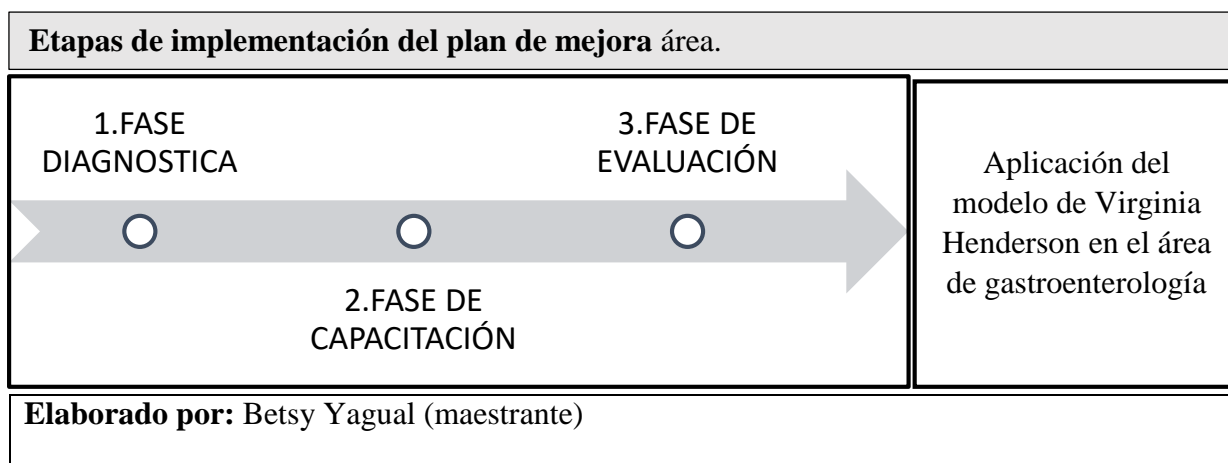 Etapas de implementación del plan de mejora área.
1.FASE
DIAGNOSTICA
2.FASE DE
CAPACITACIÓN
3.FASE DE
EVALUACIÓN
Aplicación del
modelo de Virginia
Henderson en el área
de gastroenterología
Elaborado por: Betsy Yagual (maestrante)